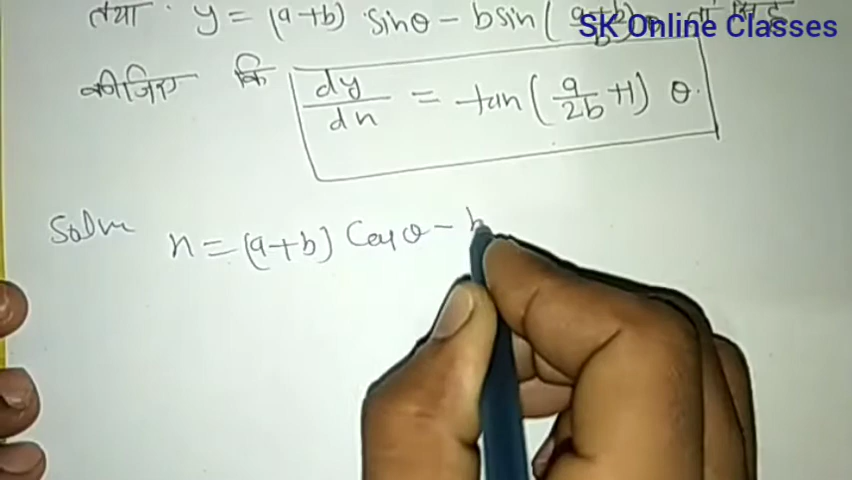 तथा y = (a+b) sinθ - b sin(
SK Online Classes
कीजिए कि dy/dx = tan(a/2b +1) θ.
Soln x = (a+b) Cosθ - b